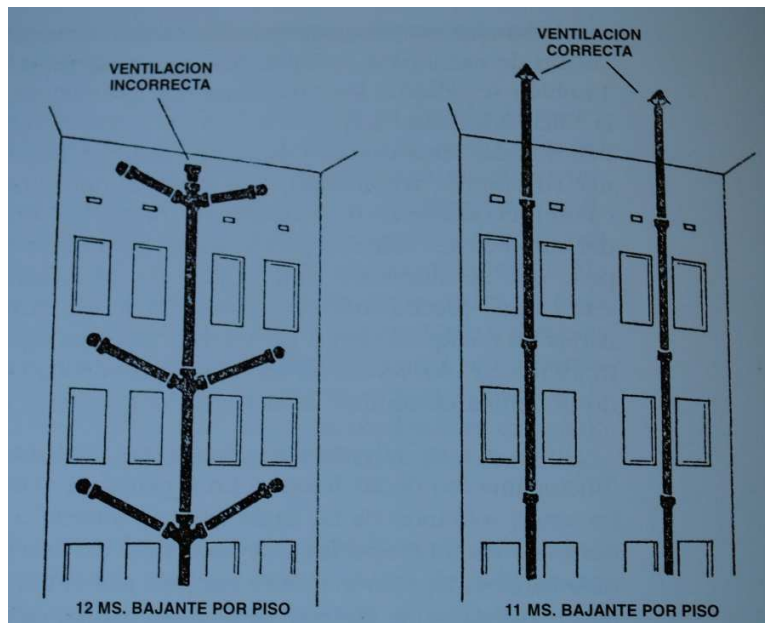 VENTILACION
INCORRECTA
VENTILACION
CORRECTA
12 MS. BAJANTE POR PISO
11 MS. BAJANTE POR PISO